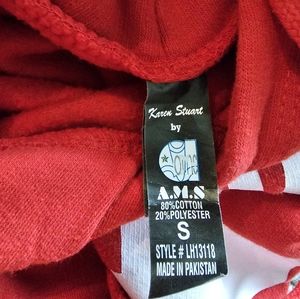 Karen Stuart
by
A.M.S
80%COTTON
20%POLYESTER
S
STYLE # LH13118
MADE IN PAKISTAN